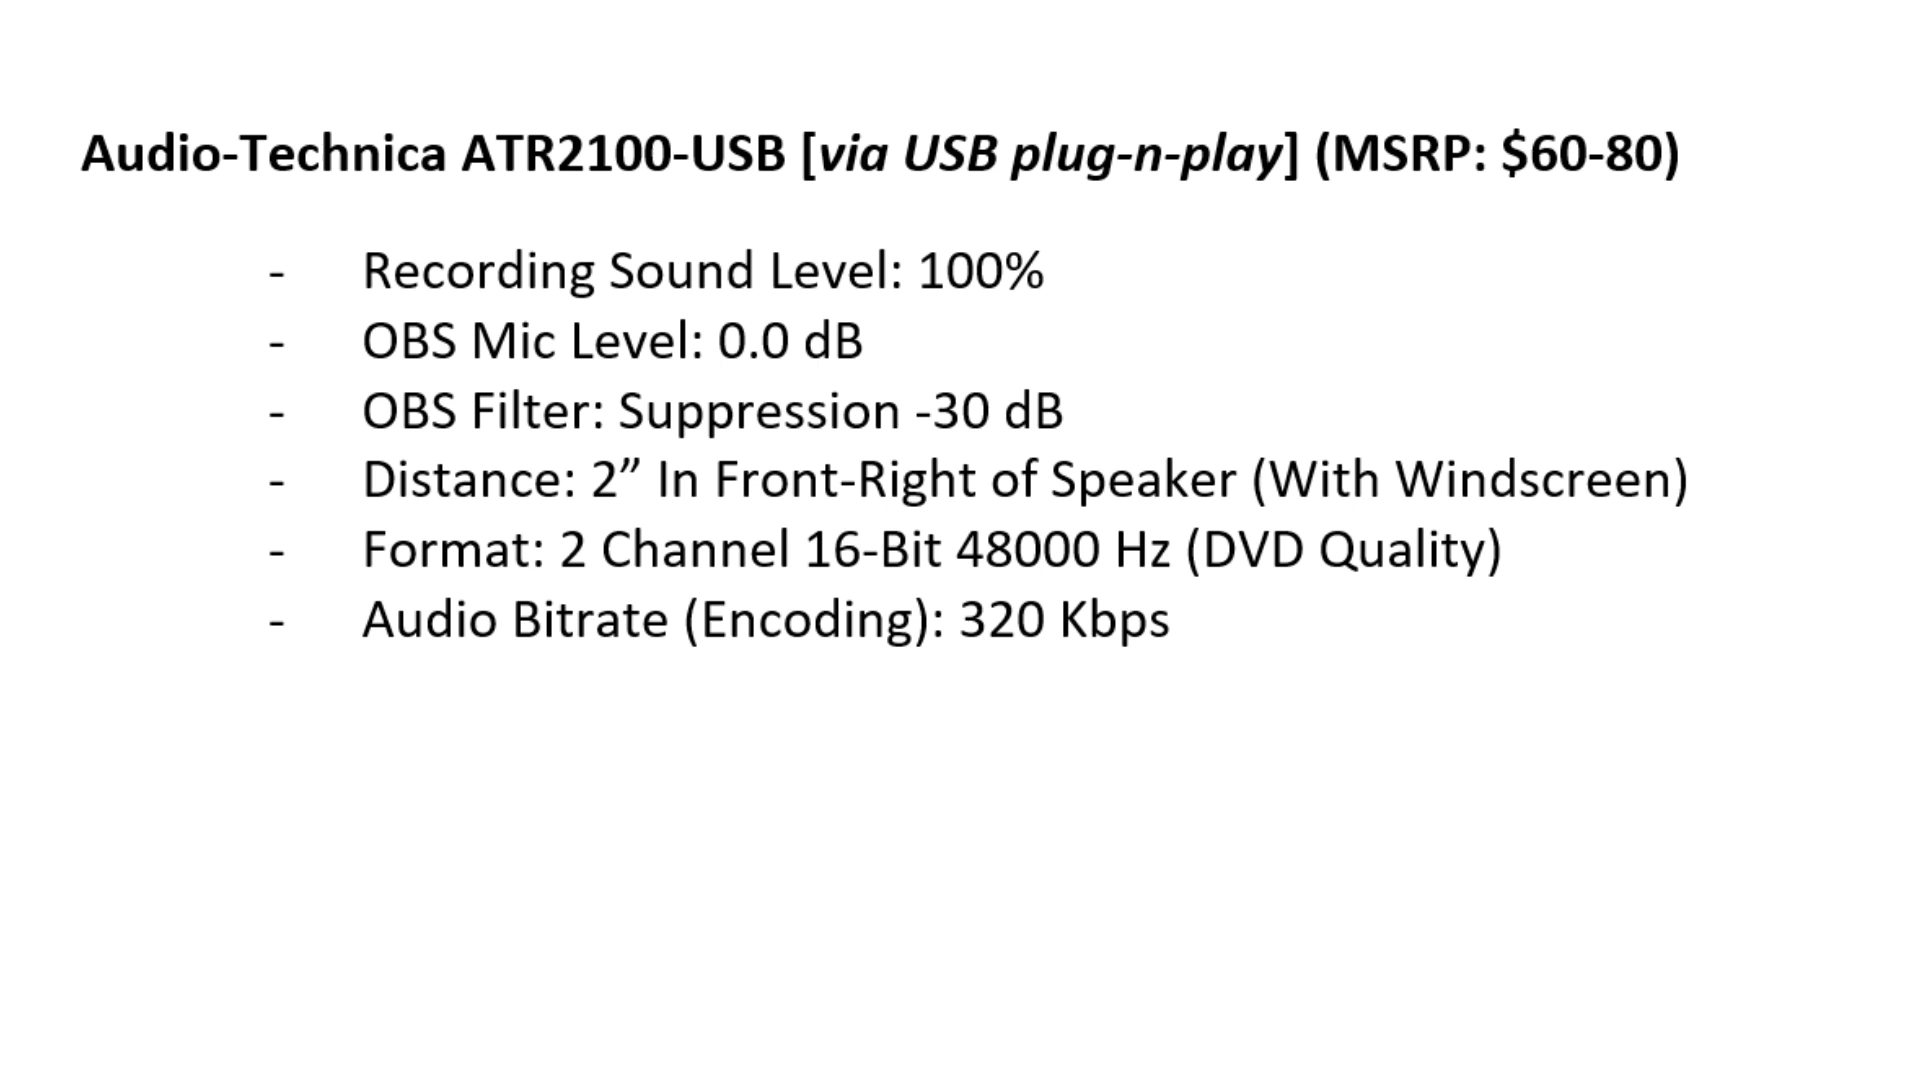 Audio-Technica ATR2100-USB [via USB plug-n-play] (MSRP: $60-80)
- Recording Sound Level: 100%
- OBS Mic Level: 0.0 dB
- OBS Filter: Suppression -30 dB
- Distance: 2” In Front-Right of Speaker (With Windscreen)
- Format: 2 Channel 16-Bit 48000 Hz (DVD Quality)
- Audio Bitrate (Encoding): 320 Kbps